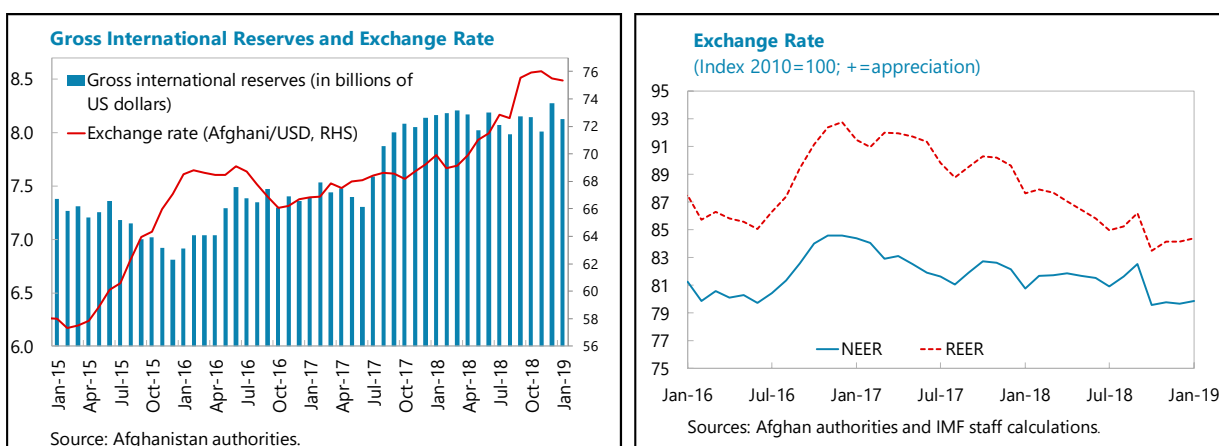 Gross International Reserves and Exchange Rate
8.5
8.0
7.5
7.0
6.5
6.0
Gross international reserves (in billions of
US dollars)
Exchange rate (Afghani/USD, RHS)
76
74
72
70
68
66
64
62
60
58
56
Jan-15
Apr-15
Jul-15
Oct-15
Jan-16
Apr-16
Jul-16
Oct-16
Jan-17
Apr-17
Jul-17
Oct-17
Jan-18
Apr-18
Jul-18
Oct-18
Jan-19
Source: Afghanistan authorities.
Exchange Rate
(Index 2010=100; +=appreciation)
95
93
91
89
87
85
83
81
79
77
75
NEER
REER
Jan-16
Jul-16
Jan-17
Jul-17
Jan-18
Jul-18
Jan-19
Sources: Afghan authorities and IMF staff calculations.